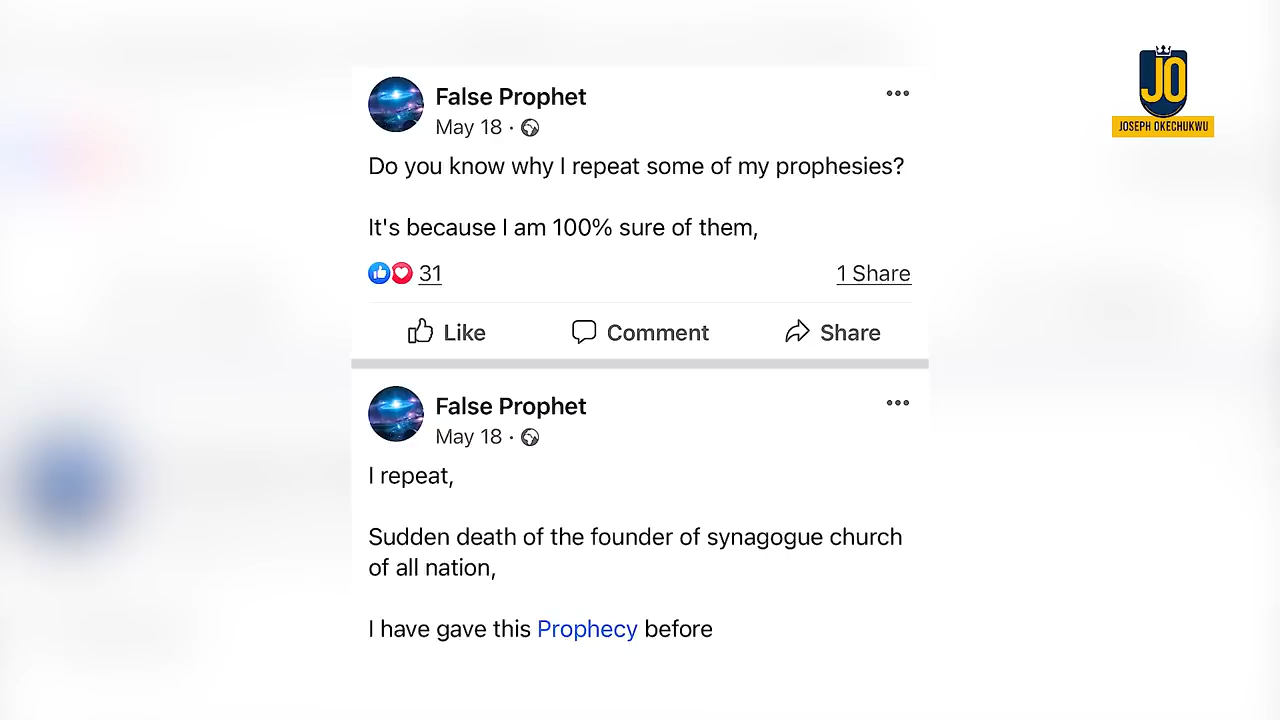 JO
JOSEPH OKECHUKWU
False Prophet
May 18 ·
Do you know why I repeat some of my prophesies?
It's because I am 100% sure of them,
31
1 Share
Like
Comment
Share
False Prophet
May 18 ·
I repeat,
Sudden death of the founder of synagogue church
of all nation,
I have gave this Prophecy before